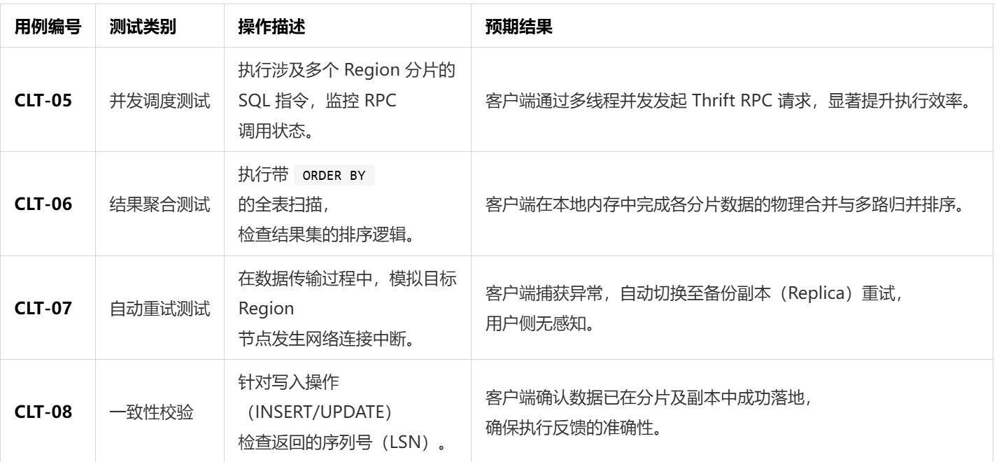 用例编号 测试类别 操作描述 预期结果
CLT-05
并发调度测试
执行涉及多个 Region 分片的
SQL 指令，监控 RPC
调用状态。
客户端通过多线程并发发起 Thrift RPC 请求，显著提升执行效率。
CLT-06
结果聚合测试
执行带 ORDER BY
的全表扫描，
检查结果集的排序逻辑。
客户端在本地内存中完成各分片数据的物理合并与多路归并排序。
CLT-07
自动重试测试
在数据传输过程中，模拟目标
Region
节点发生网络连接中断。
客户端捕获异常，自动切换至备份副本（Replica）重试，
用户侧无感知。
CLT-08
一致性校验
针对写入操作
（INSERT/UPDATE）
检查返回的序列号（LSN）。
客户端确认数据已在分片及副本中成功落地，
确保执行反馈的准确性。